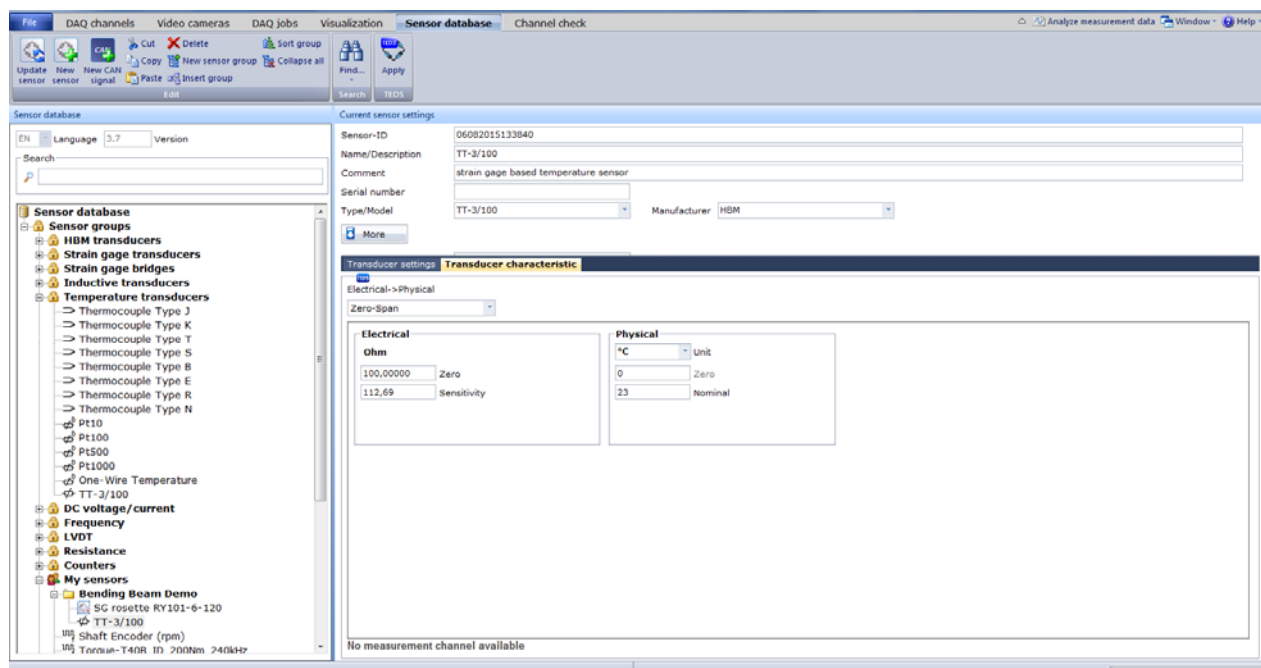 File DAQ channels Video cameras DAQ jobs Visualization Sensor database Channel check Analyze measurement data Window Help
Cut Delete Sort group
Copy New sensor group Collapse all
Paste Insert group
Update sensor New sensor New CAN signal Find... TEDS Apply
CAN
Edit Search TEDS
Sensor database
EN Language 3.7 Version
Search
Sensor database
Sensor groups
HBM transducers
Strain gage transducers
Strain gage bridges
Inductive transducers
Temperature transducers
Thermocouple Type J
Thermocouple Type K
Thermocouple Type T
Thermocouple Type S
Thermocouple Type B
Thermocouple Type E
Thermocouple Type R
Thermocouple Type N
Pt10
Pt100
Pt500
Pt1000
One-Wire Temperature
TT-3/100
DC voltage/current
Frequency
LVDT
Resistance
Counters
My sensors
Bending Beam Demo
SG rosette RY101-6-120
TT-3/100
Shaft Encoder (rpm)
Torque-T40B_ID_200Nm_240kHz
Current sensor settings
Sensor-ID 06082015133840
Name/Description TT-3/100
Comment strain gage based temperature sensor
Serial number
Type/Model TT-3/100 Manufacturer HBM
More
Transducer settings Transducer characteristic
TEDS
Electrical->Physical
Zero-Span
Electrical
Ohm
100,00000 Zero
112,69 Sensitivity
Physical
°C Unit
0 Zero
23 Nominal
No measurement channel available